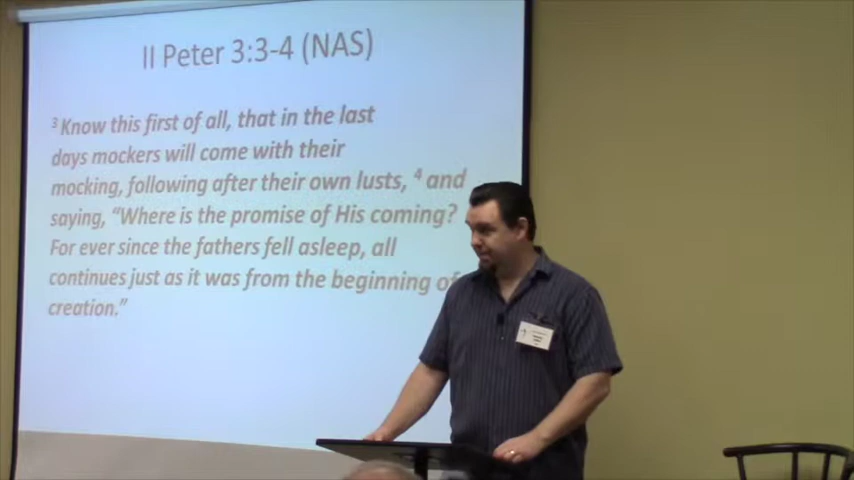 II Peter 3:3-4 (NAS)
3 Know this first of all, that in the last
days mockers will come with their
mocking, following after their own lusts, 4 and
saying, “Where is the promise of His coming?
For ever since the fathers fell asleep, all
continues just as it was from the beginning of
creation.”